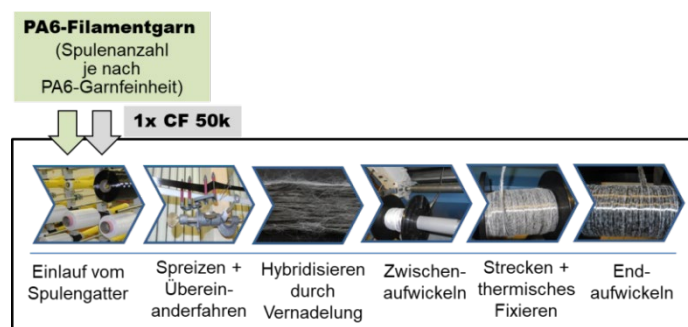 PA6-Filamentgarn
(Spulenanzahl
je nach
PA6-Garnfeinheit)
1x CF 50k
Einlauf vom
Spulengatter
Spreizen +
Überein-
anderfahren
Hybridisieren
durch
Vernadelung
Zwischen-
aufwickeln
Strecken +
thermisches
Fixieren
End-
aufwickeln